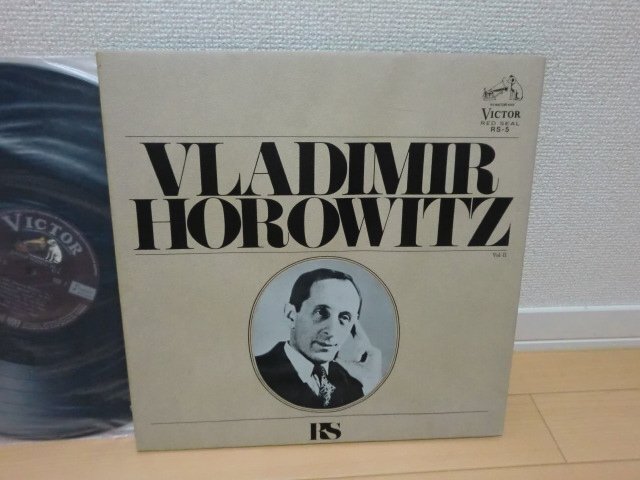 VICTOR
RED SEAL
RS-5
VLADIMIR
HOROWITZ
Vol. II
RS
VICTOR